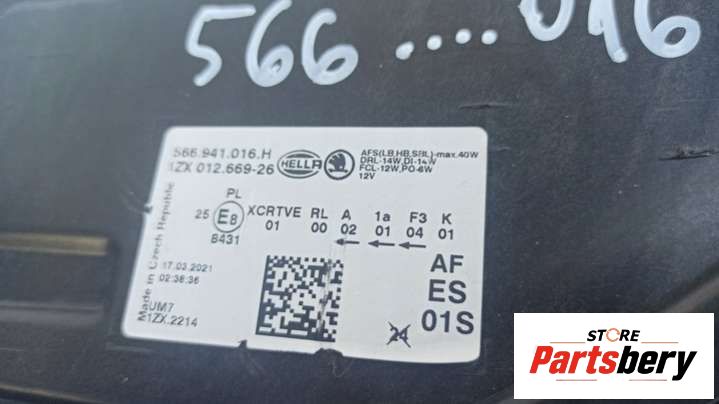 566 .... 016
566.941.016.H
1ZX 012.669-26
HELLA
AFS(LB,HB,SBL)-max.40W
DRL-14W,DI-14W
FCL-12W,PO-6W
12V
PL
25 E8 XCRTVE RL A 1a F3 K
6431 01 00 02 01 04 01
Made in Czech Republic
17.03.2021
02:38:36
UM7
1ZX.2214
AF
ES
01S
24
STORE
Partsbery